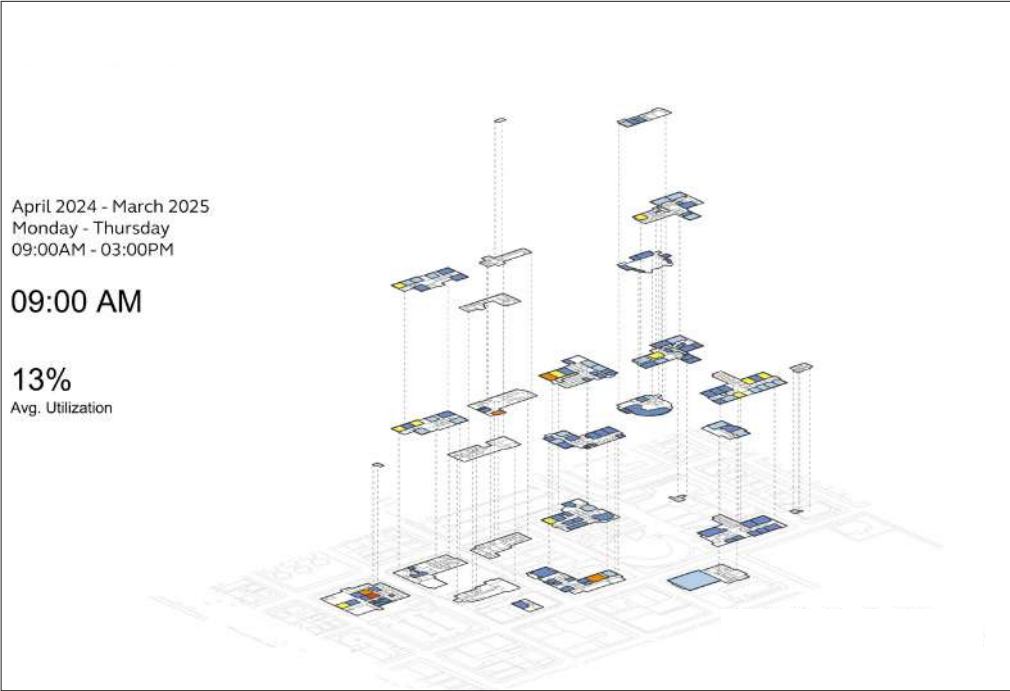 April 2024 - March 2025
Monday - Thursday
09:00AM - 03:00PM
09:00 AM
13%
Avg. Utilization